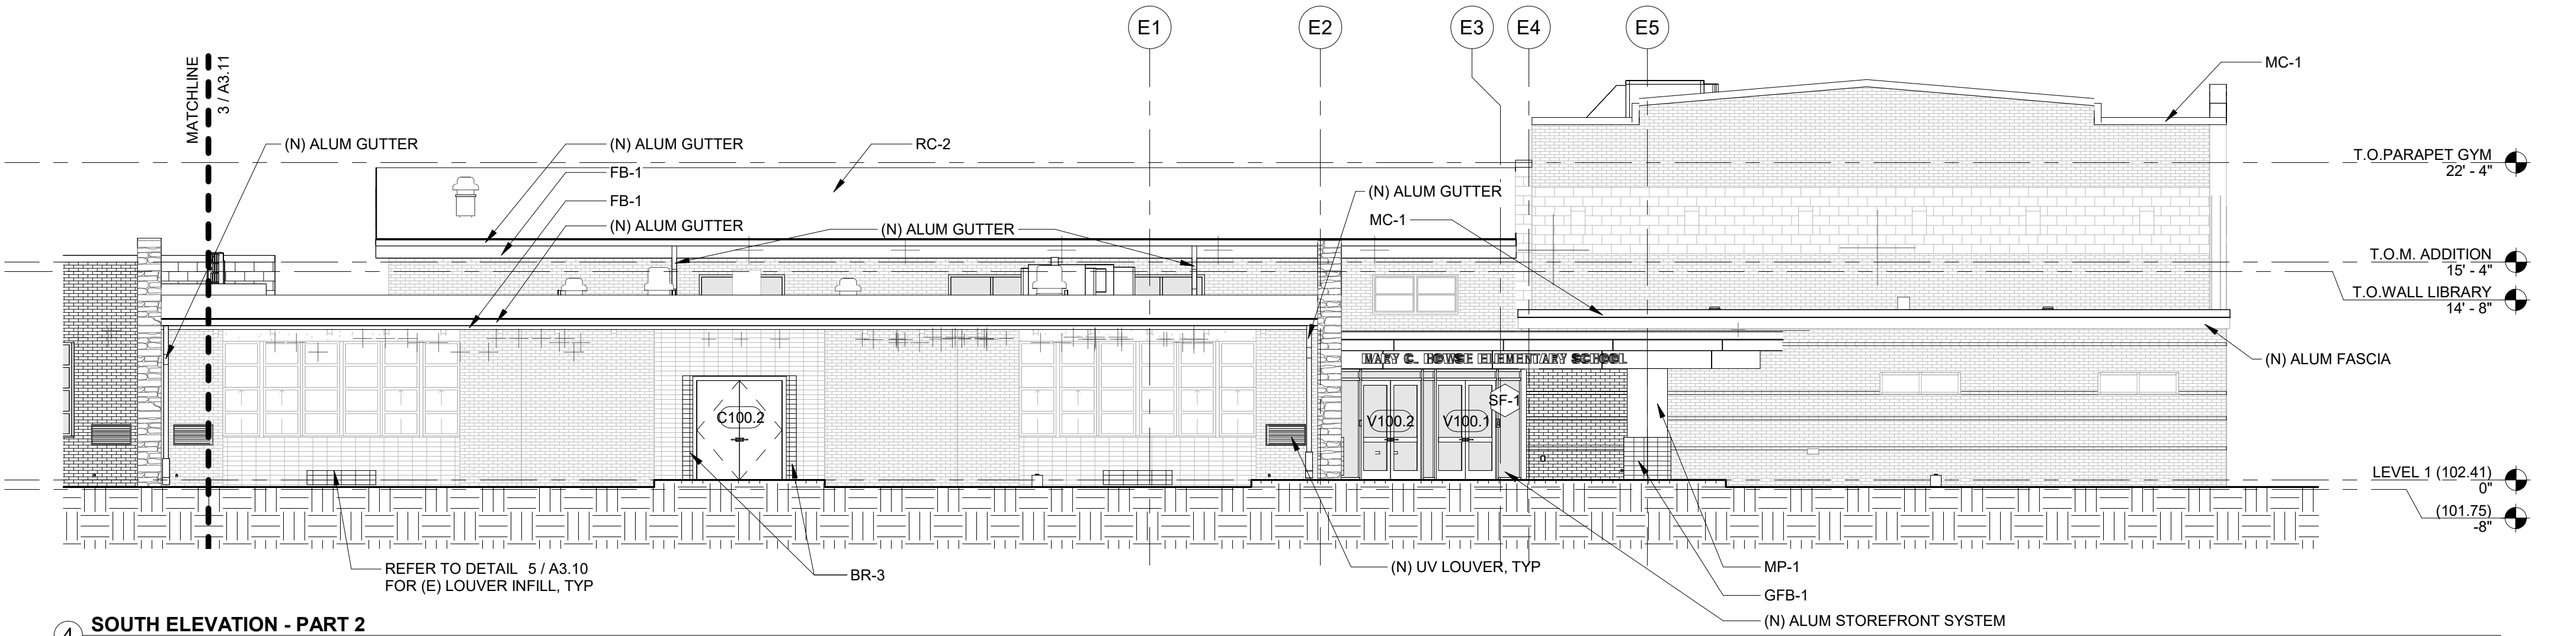 E1
E2
E3
E4
E5
MATCHLINE
3 / A3.11
MC-1
(N) ALUM GUTTER
(N) ALUM GUTTER
RC-2
T.O.PARAPET GYM
22' - 4"
FB-1
FB-1
(N) ALUM GUTTER
(N) ALUM GUTTER
(N) ALUM GUTTER
MC-1
T.O.M. ADDITION
15' - 4"
T.O.WALL LIBRARY
14' - 8"
MARY C. HOWSE ELEMENTARY SCHOOL
(N) ALUM FASCIA
SF-1
C100.2
V100.2
V100.1
LEVEL 1 (102.41)
0"
(101.75)
-8"
REFER TO DETAIL 5 / A3.10
FOR (E) LOUVER INFILL, TYP
BR-3
(N) UV LOUVER, TYP
MP-1
GFB-1
(N) ALUM STOREFRONT SYSTEM
4
SOUTH ELEVATION - PART 2